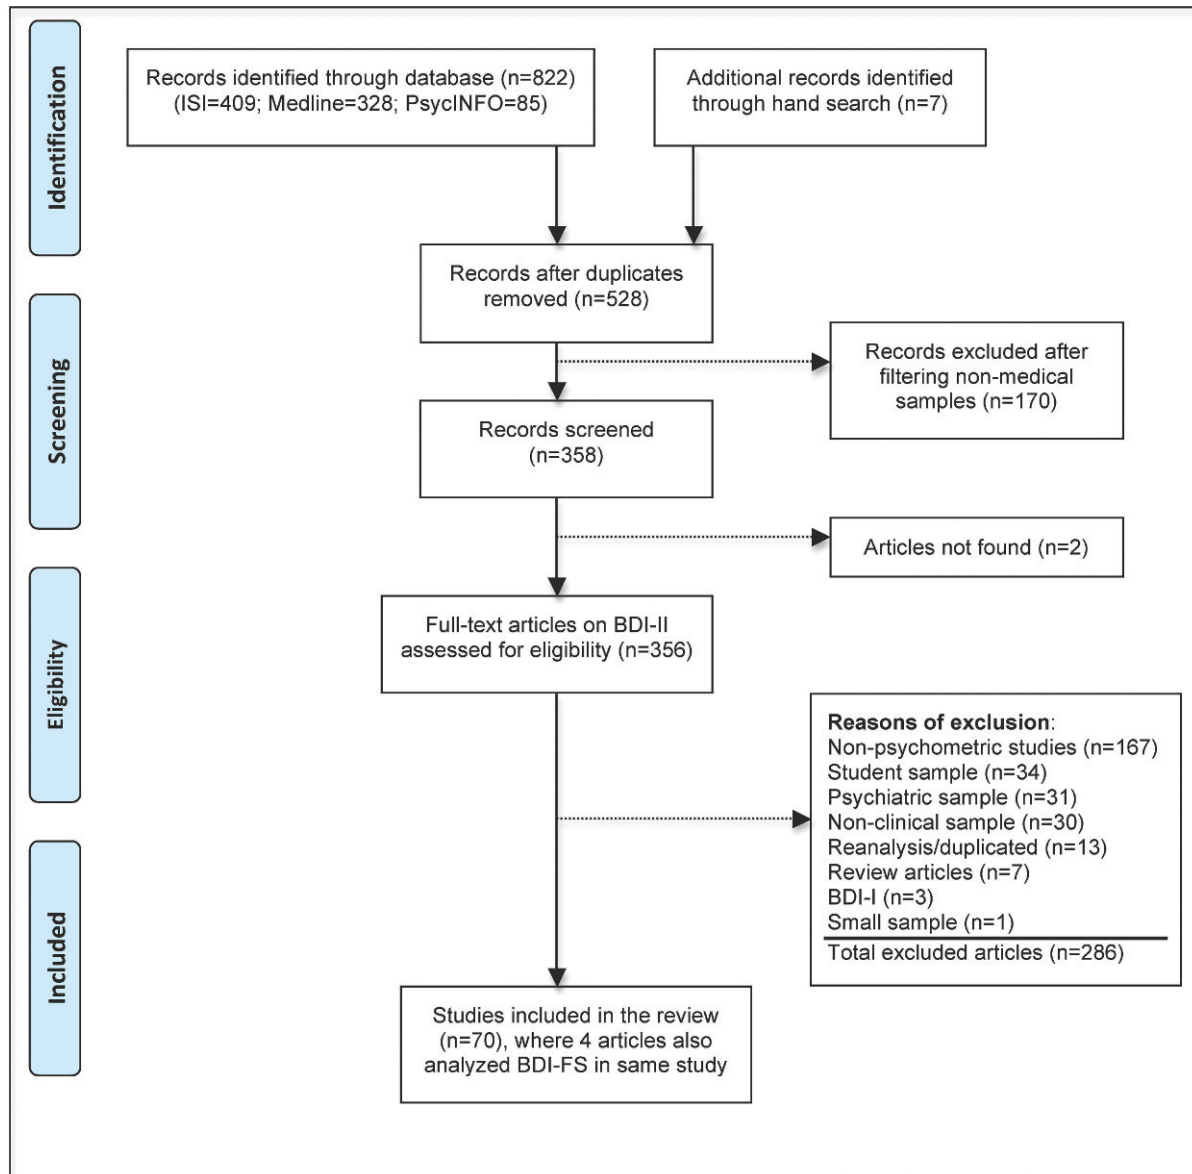 Identification
Records identified through database (n=822)
(ISI=409; Medline=328; PsycINFO=85)
Additional records identified
through hand search (n=7)
Records after duplicates
removed (n=528)
Screening
Records excluded after
filtering non-medical
samples (n=170)
Records screened
(n=358)
Articles not found (n=2)
Eligibility
Full-text articles on BDI-II
assessed for eligibility (n=356)
Reasons of exclusion:
Non-psychometric studies (n=167)
Student sample (n=34)
Psychiatric sample (n=31)
Non-clinical sample (n=30)
Reanalysis/duplicated (n=13)
Review articles (n=7)
BDI-I (n=3)
Small sample (n=1)
Total excluded articles (n=286)
Included
Studies included in the review
(n=70), where 4 articles also
analyzed BDI-FS in same study